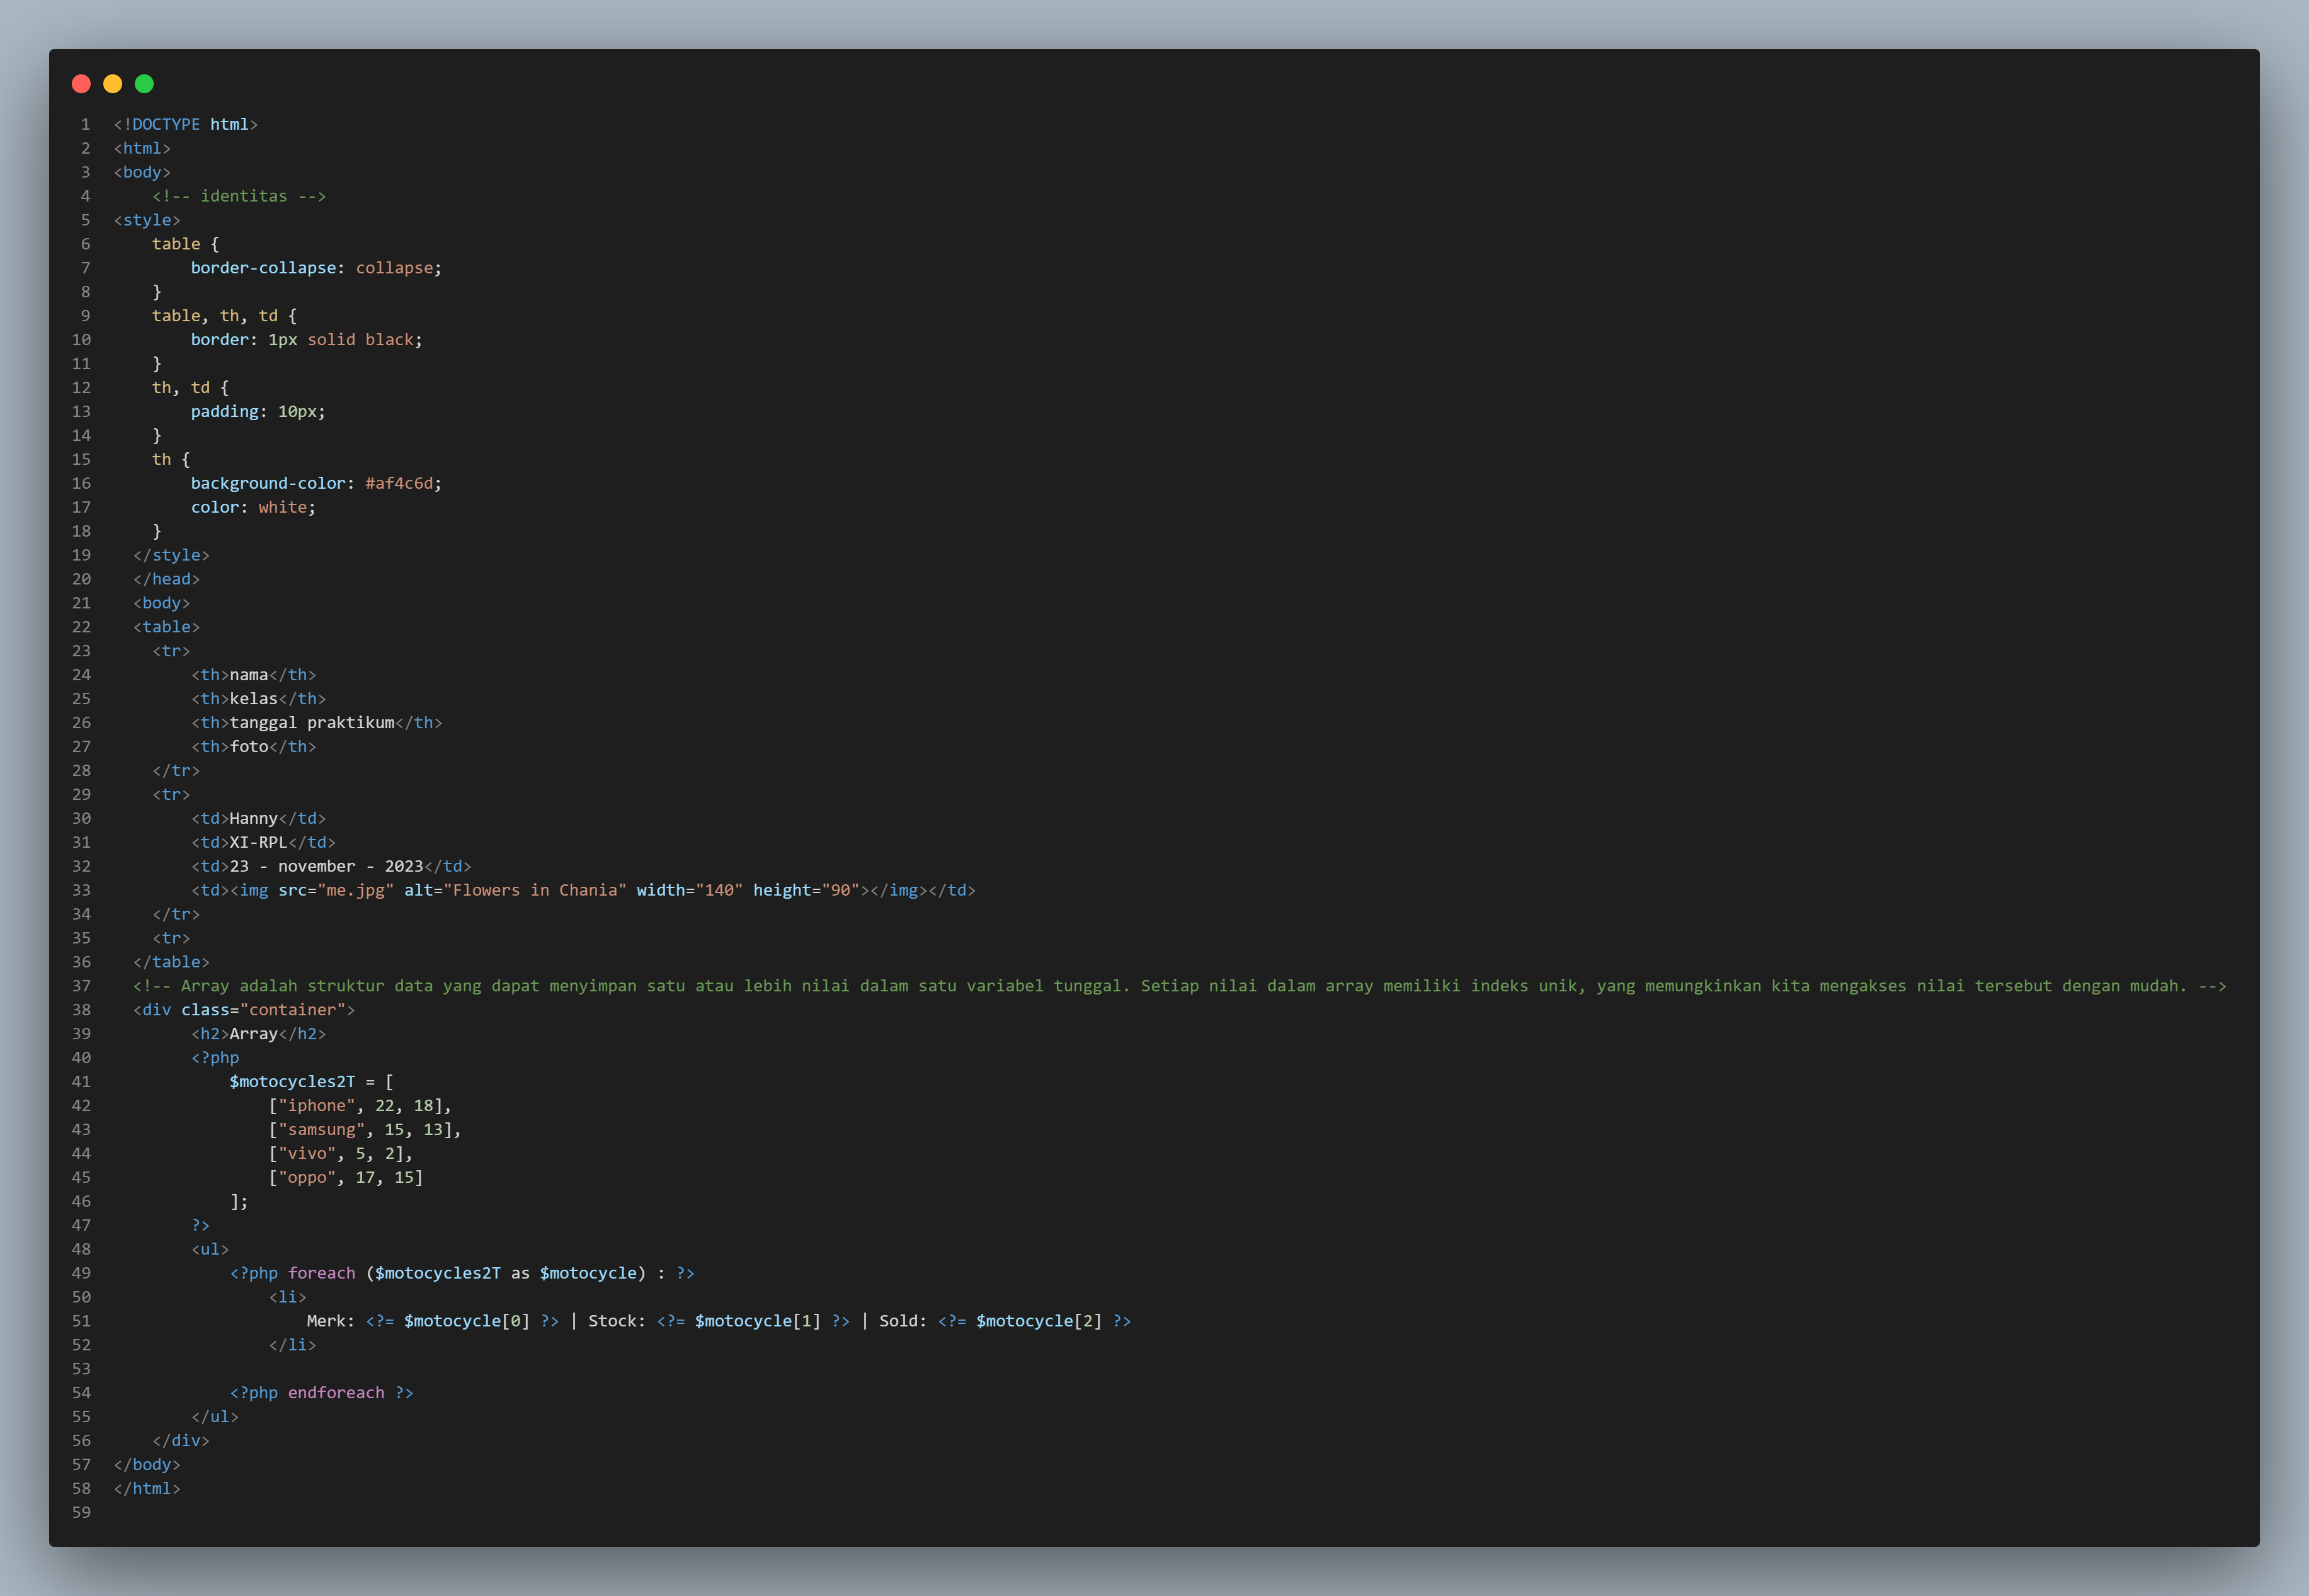 1 <!DOCTYPE html>
2 <html>
3 <body>
4     <!-- identitas -->
5 <style>
6     table {
7         border-collapse: collapse;
8     }
9     table, th, td {
10         border: 1px solid black;
11     }
12     th, td {
13         padding: 10px;
14     }
15     th {
16         background-color: #af4c6d;
17         color: white;
18     }
19   </style>
20   </head>
21   <body>
22   <table>
23     <tr>
24         <th>nama</th>
25         <th>kelas</th>
26         <th>tanggal praktikum</th>
27         <th>foto</th>
28     </tr>
29     <tr>
30         <td>Hanny</td>
31         <td>XI-RPL</td>
32         <td>23 - november - 2023</td>
33         <td><img src="me.jpg" alt="Flowers in Chania" width="140" height="90"></img></td>
34     </tr>
35     <tr>
36   </table>
37   <!-- Array adalah struktur data yang dapat menyimpan satu atau lebih nilai dalam satu variabel tunggal. Setiap nilai dalam array memiliki indeks unik, yang memungkinkan kita mengakses nilai tersebut dengan mudah. -->
38   <div class="container">
39         <h2>Array</h2>
40         <?php
41             $motocycles2T = [
42                 ["iphone", 22, 18],
43                 ["samsung", 15, 13],
44                 ["vivo", 5, 2],
45                 ["oppo", 17, 15]
46             ];
47         ?>
48         <ul>
49             <?php foreach ($motocycles2T as $motocycle) : ?>
50                 <li>
51                     Merk: <?= $motocycle[0] ?> | Stock: <?= $motocycle[1] ?> | Sold: <?= $motocycle[2] ?>
52                 </li>
53
54             <?php endforeach ?>
55         </ul>
56     </div>
57 </body>
58 </html>
59